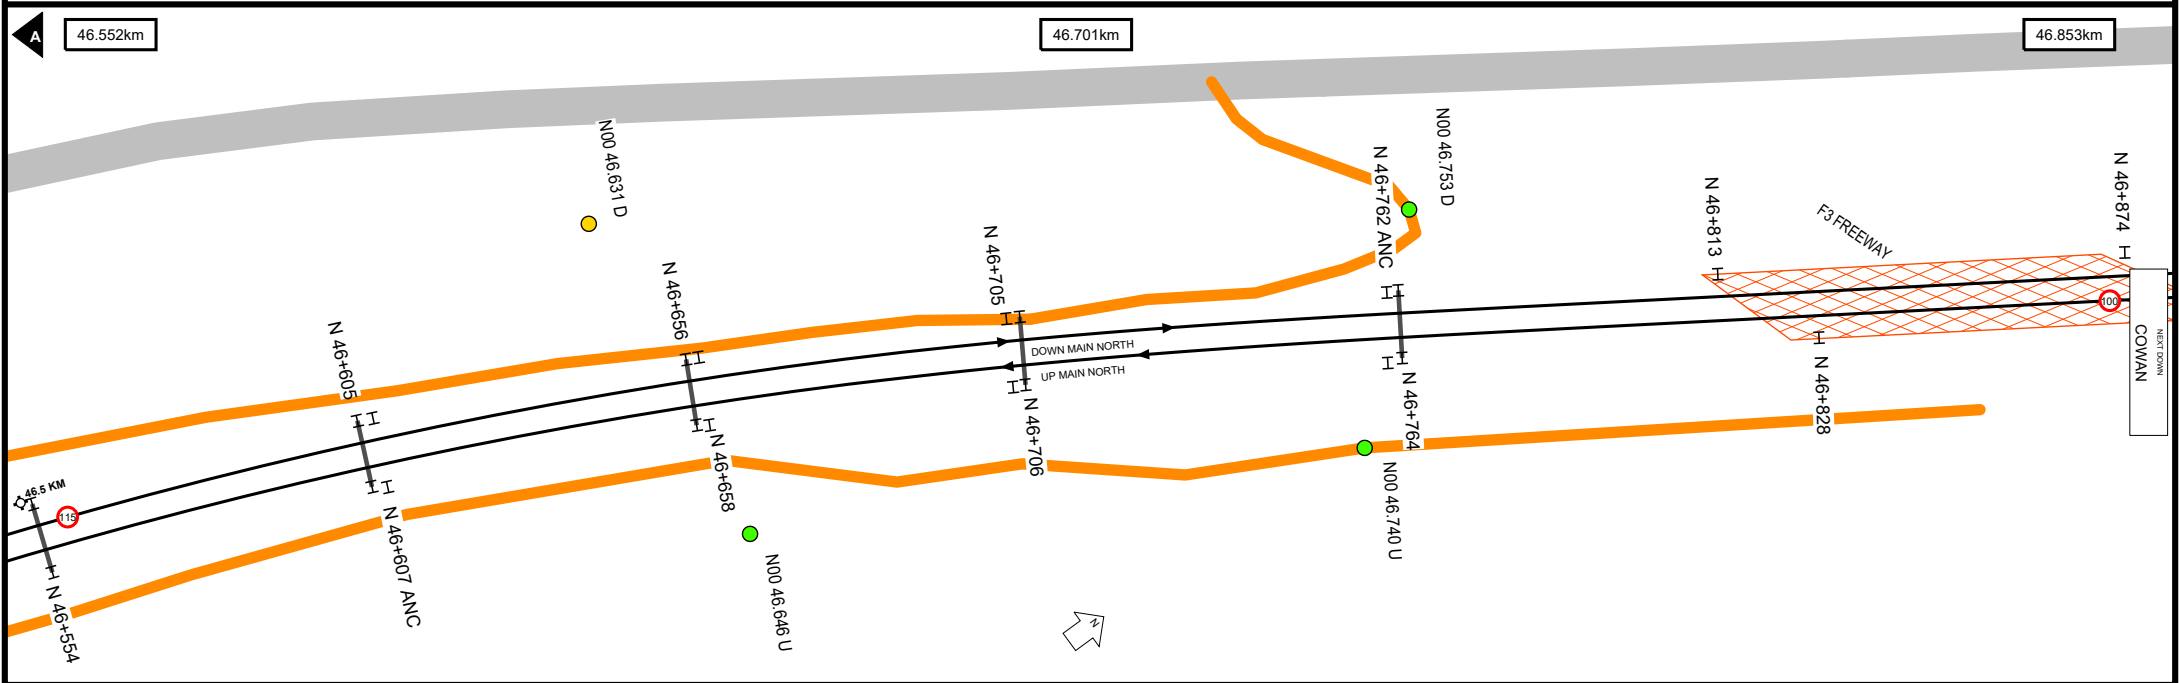 A
46.552km
46.701km
46.853km
N00 46.631 D
N00 46.753 D
N 46+762 ANC
N 46+874
N 46+813
F3 FREEWAY
N 46+705
N 46+656
N 46+605
DOWN MAIN NORTH
UP MAIN NORTH
100
NEXT DOWN
COWAN
N 46+828
N 46+764
N 46+706
N 46+658
N00 46.740 U
46.5 KM
115
N 46+607 ANC
N 46+554
N00 46.646 U
N